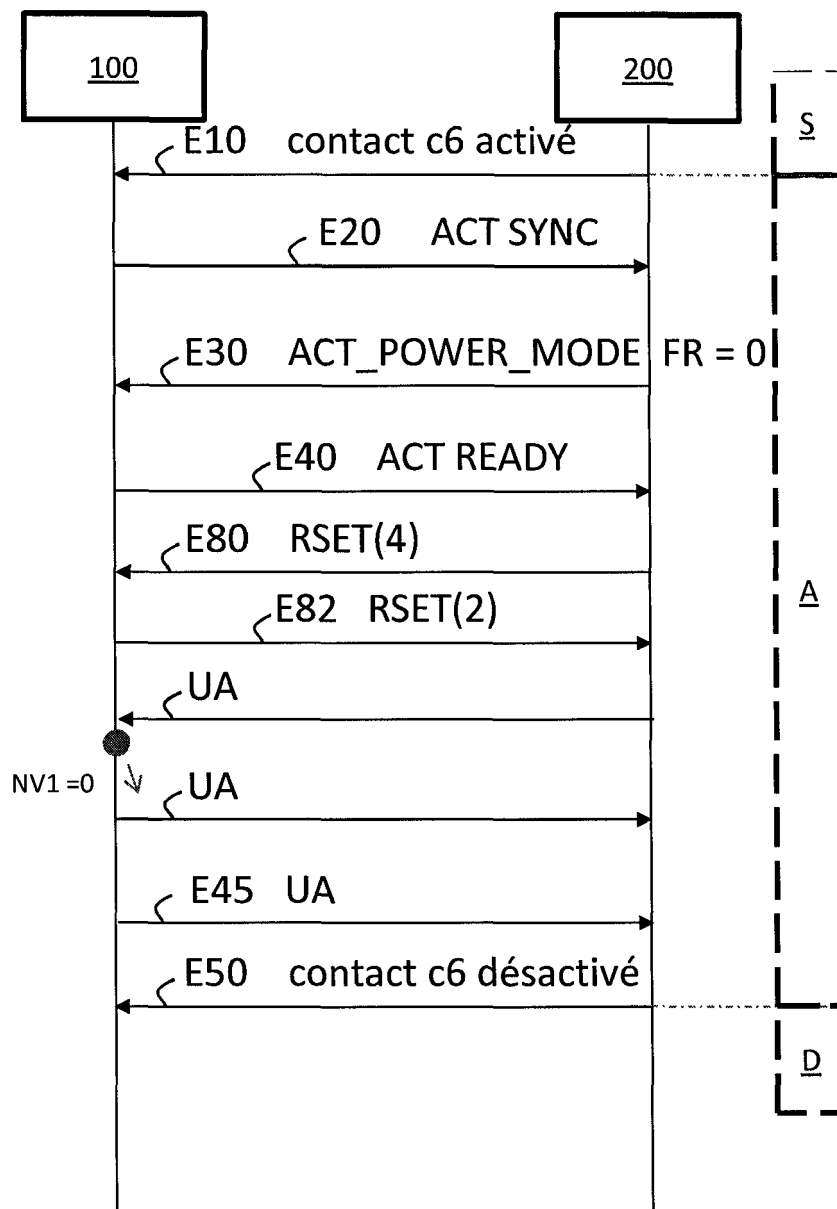 100
200
S
E10 contact c6 activé
E20 ACT SYNC
E30 ACT_POWER_MODE FR = 0
E40 ACT READY
E80 RSET(4)
A
E82 RSET(2)
UA
NV1 =0
UA
E45 UA
E50 contact c6 désactivé
D